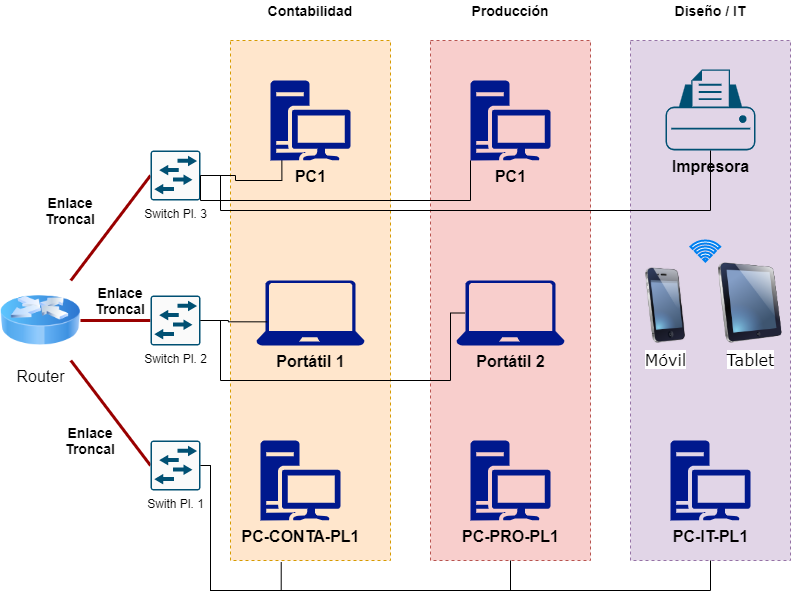 Contabilidad
Producción
Diseño / IT
PC1
PC1
Impresora
Switch Pl. 3
Enlace
Troncal
Enlace
Troncal
Switch Pl. 2
Portátil 1
Portátil 2
Móvil
Tablet
Router
Enlace
Troncal
Swith Pl. 1
PC-CONTA-PL1
PC-PRO-PL1
PC-IT-PL1